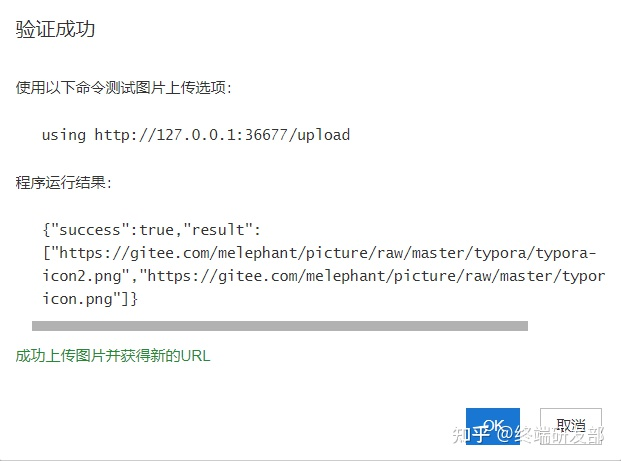 验证成功
使用以下命令测试图片上传选项：
using http://127.0.0.1:36677/upload
程序运行结果：
{"success":true,"result":
["https://gitee.com/melephant/picture/raw/master/typora/typora-
icon2.png","https://gitee.com/melephant/picture/raw/master/typor
icon.png"]}
成功上传图片并获得新的URL
OK 取消
知乎 @终端研发部